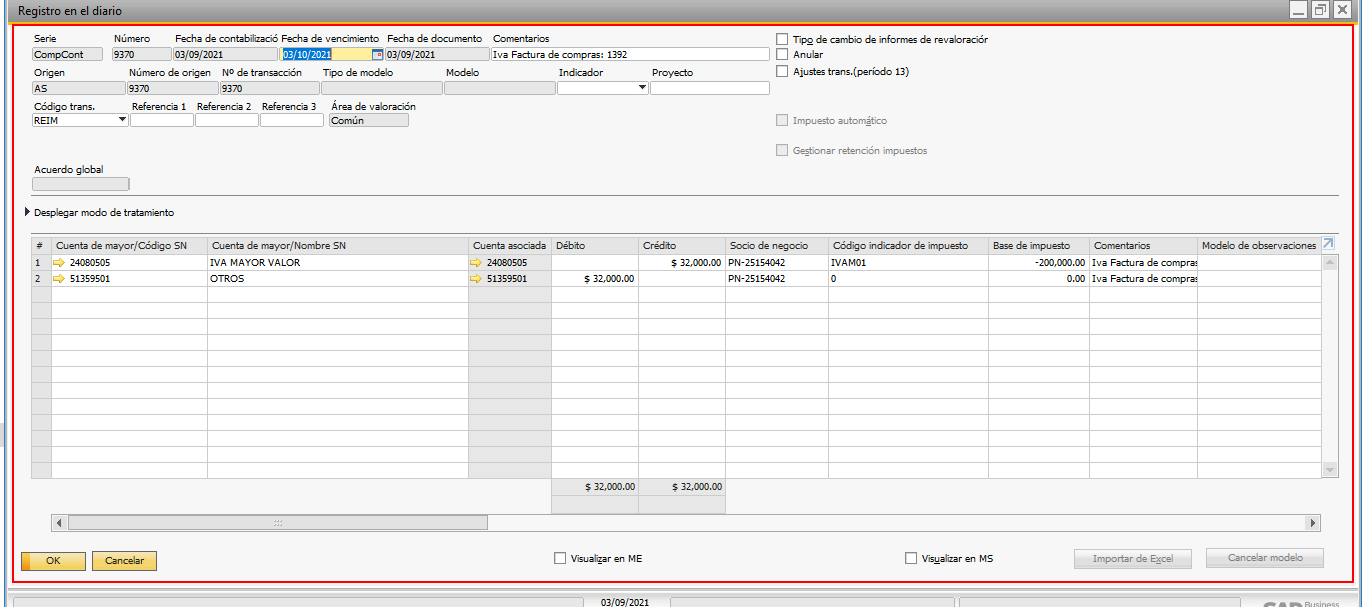 Registro en el diario
Serie Número Fecha de contabilizació Fecha de vencimiento Fecha de documento Comentarios
CompCont 9370 03/09/2021 03/10/2021 03/09/2021 Iva Factura de compras: 1392
Tipo de cambio de informes de revaloraciór
Anular
Ajustes trans.(período 13)
Origen Número de origen Nº de transacción Tipo de modelo Modelo Indicador Proyecto
AS 9370 9370
Código trans. Referencia 1 Referencia 2 Referencia 3 Área de valoración
REIM Común
Impuesto automático
Gestionar retención impuestos
Acuerdo global
Desplegar modo de tratamiento
# Cuenta de mayor/Código SN Cuenta de mayor/Nombre SN Cuenta asociada Débito Crédito Socio de negocio Código indicador de impuesto Base de impuesto Comentarios Modelo de observaciones
1 24080505 IVA MAYOR VALOR 24080505 $ 32,000.00 PN-25154042 IVAM01 -200,000.00 Iva Factura de compras
2 51359501 OTROS 51359501 $ 32,000.00 PN-25154042 0 0.00 Iva Factura de compras
$ 32,000.00 $ 32,000.00
OK Cancelar Visualizar en ME Visualizar en MS Importar de Excel Cancelar modelo
03/09/2021 Business